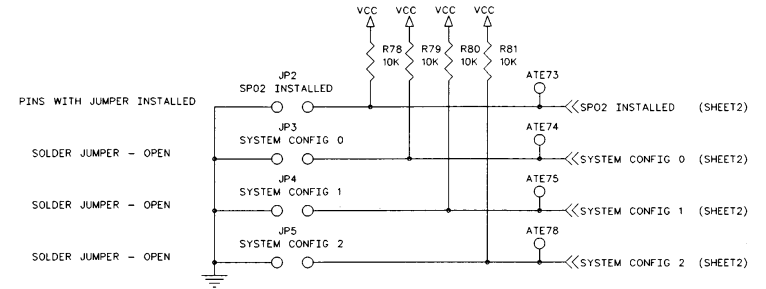 VCC VCC VCC VCC
R78 R79 R80 R81
10K 10K 10K 10K
JP2 ATE73
SPO2 INSTALLED
PINS WITH JUMPER INSTALLED SPO2 INSTALLED (SHEET2)
JP3 ATE74
SYSTEM CONFIG 0
SOLDER JUMPER - OPEN SYSTEM CONFIG 0 (SHEET2)
JP4 ATE75
SYSTEM CONFIG 1
SOLDER JUMPER - OPEN SYSTEM CONFIG 1 (SHEET2)
JP5 ATE78
SYSTEM CONFIG 2
SOLDER JUMPER - OPEN SYSTEM CONFIG 2 (SHEET2)